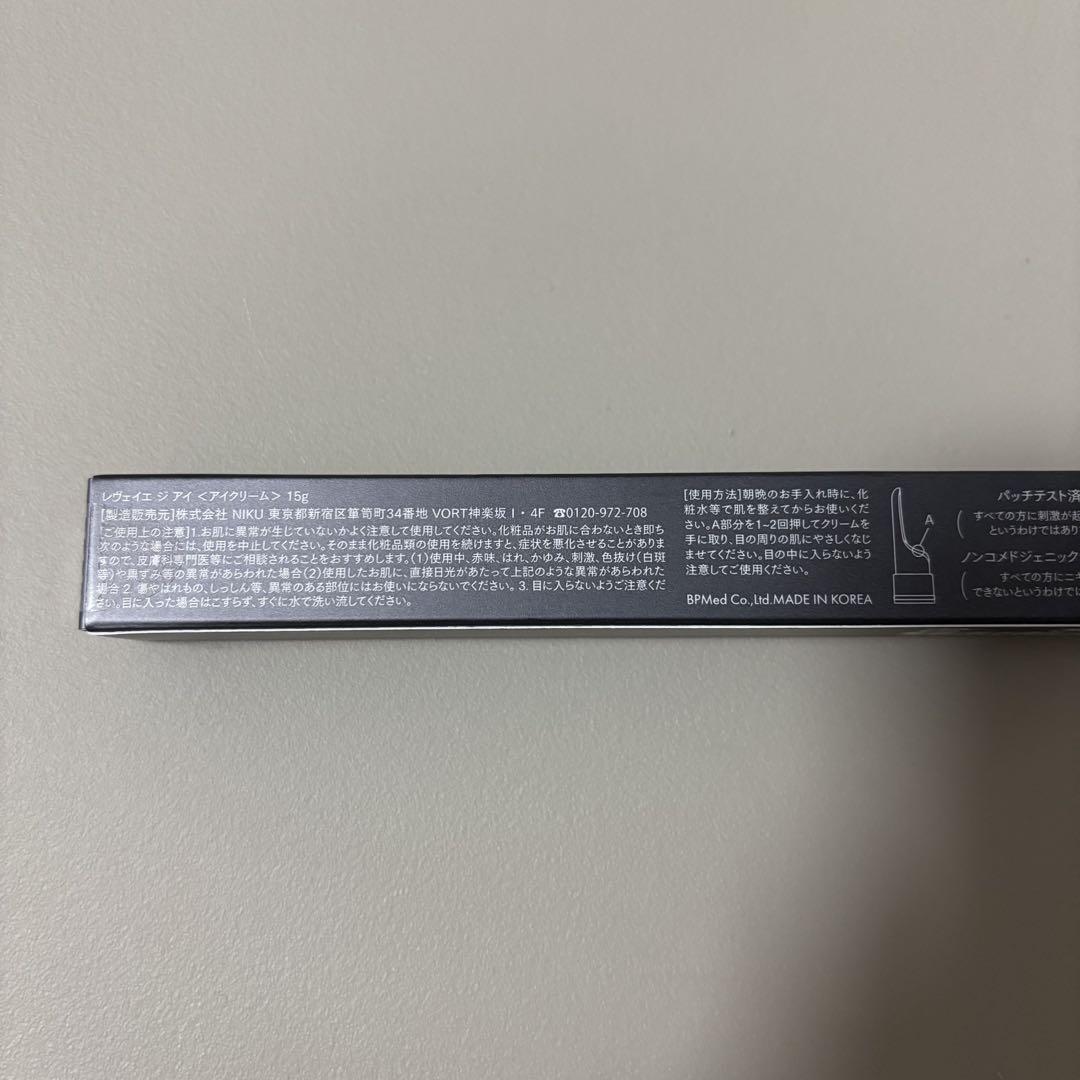 レヴェイエ ジ アイ ＜アイクリーム＞ 15g
[製造販売元]株式会社 NIKU 東京都新宿区箪笥町34番地 VORT神楽坂 Ⅰ・4F ☎0120-972-708
[ご使用上の注意]1.お肌に異常が生じていないかよく注意して使用してください。化粧品がお肌に合わないとき即ち
次のような場合には、使用を中止してください。そのまま化粧品類の使用を続けますと、症状を悪化させることがありま
すので、皮膚科専門医等にご相談されることをおすすめします。(1)使用中、赤味、はれ、かゆみ、刺激、色抜け(白斑
等)や黒ずみ等の異常があらわれた場合(2)使用したお肌に、直接日光があたって上記のような異常があらわれた
場合 2. 傷やはれもの、しっしん等、異常のある部位にはお使いにならないでください。3. 目に入らないようご注意くだ
さい。目に入った場合はこすらず、すぐに水で洗い流してください。
[使用方法]朝晩のお手入れ時に、化
粧水等で肌を整えてからお使いくだ
さい。A部分を1~2回押してクリームを
手に取り、目の周りの肌にやさしくなじ
ませてください。目の中に入らないよう
注意してご使用ください。
BPMed Co.,Ltd.MADE IN KOREA
A
パッチテスト済
すべての方に刺激が起
というわけではあり
ノンコメドジェニック
すべての方にニキ
できないというわけでは